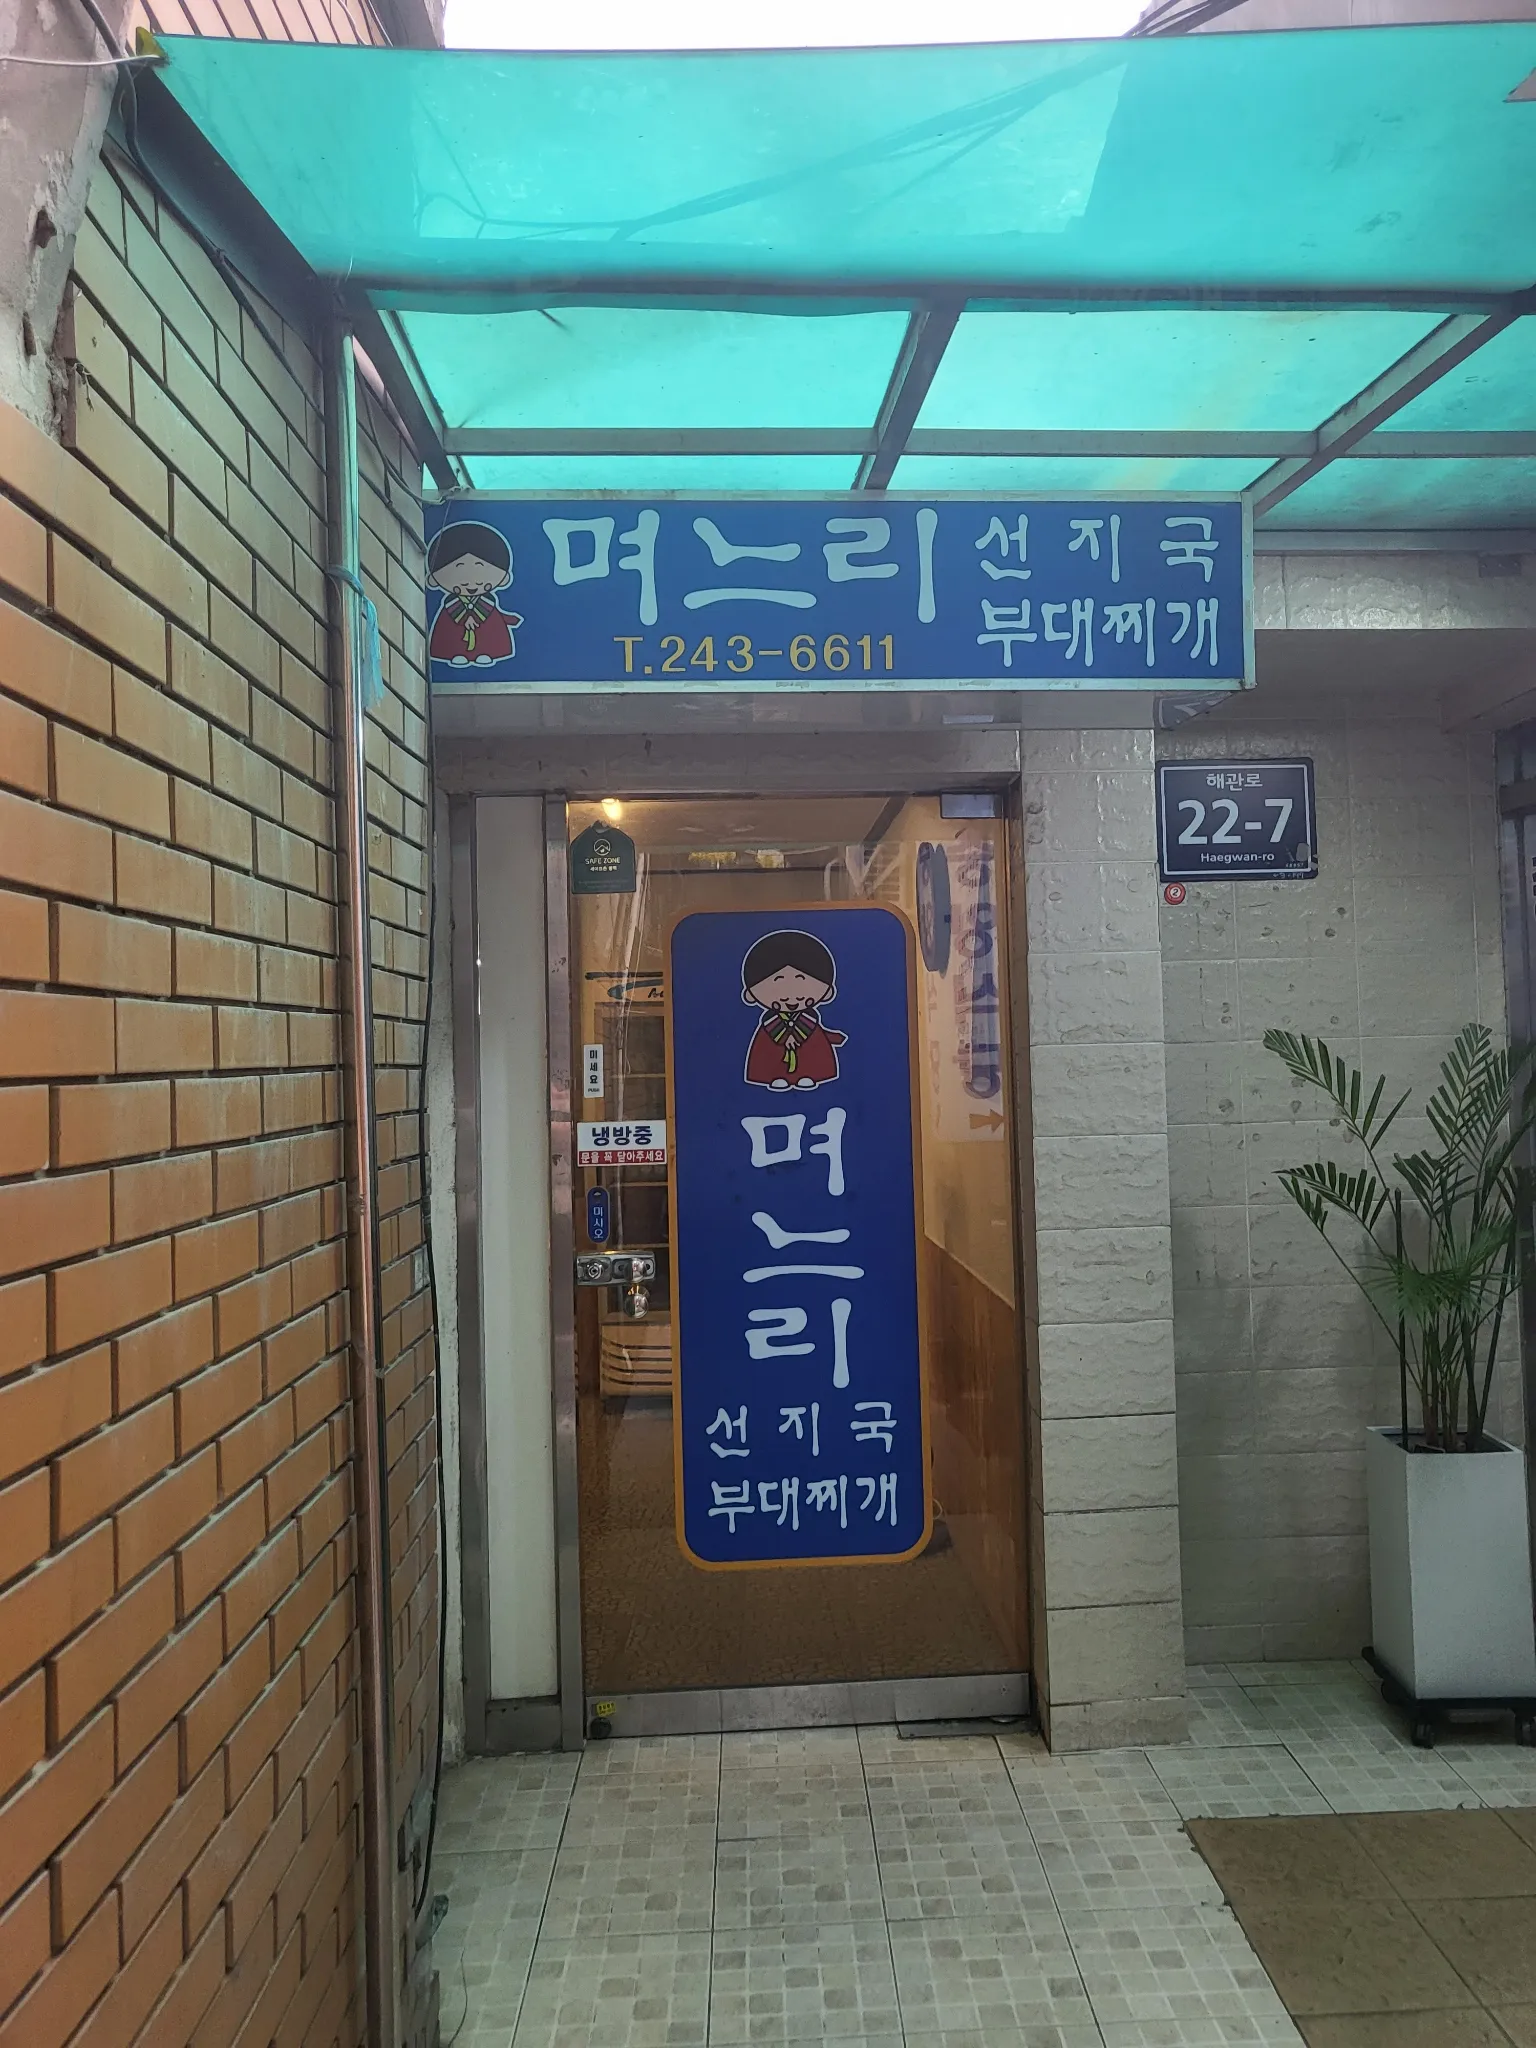 며느리
T.243-6611
선지국
부대찌개
해관로
22-7
Haegwan-ro
SAFE ZONE
미세요
냉방중
문을 꼭 닫아주세요
미시오
며느리
선지국
부대찌개
2